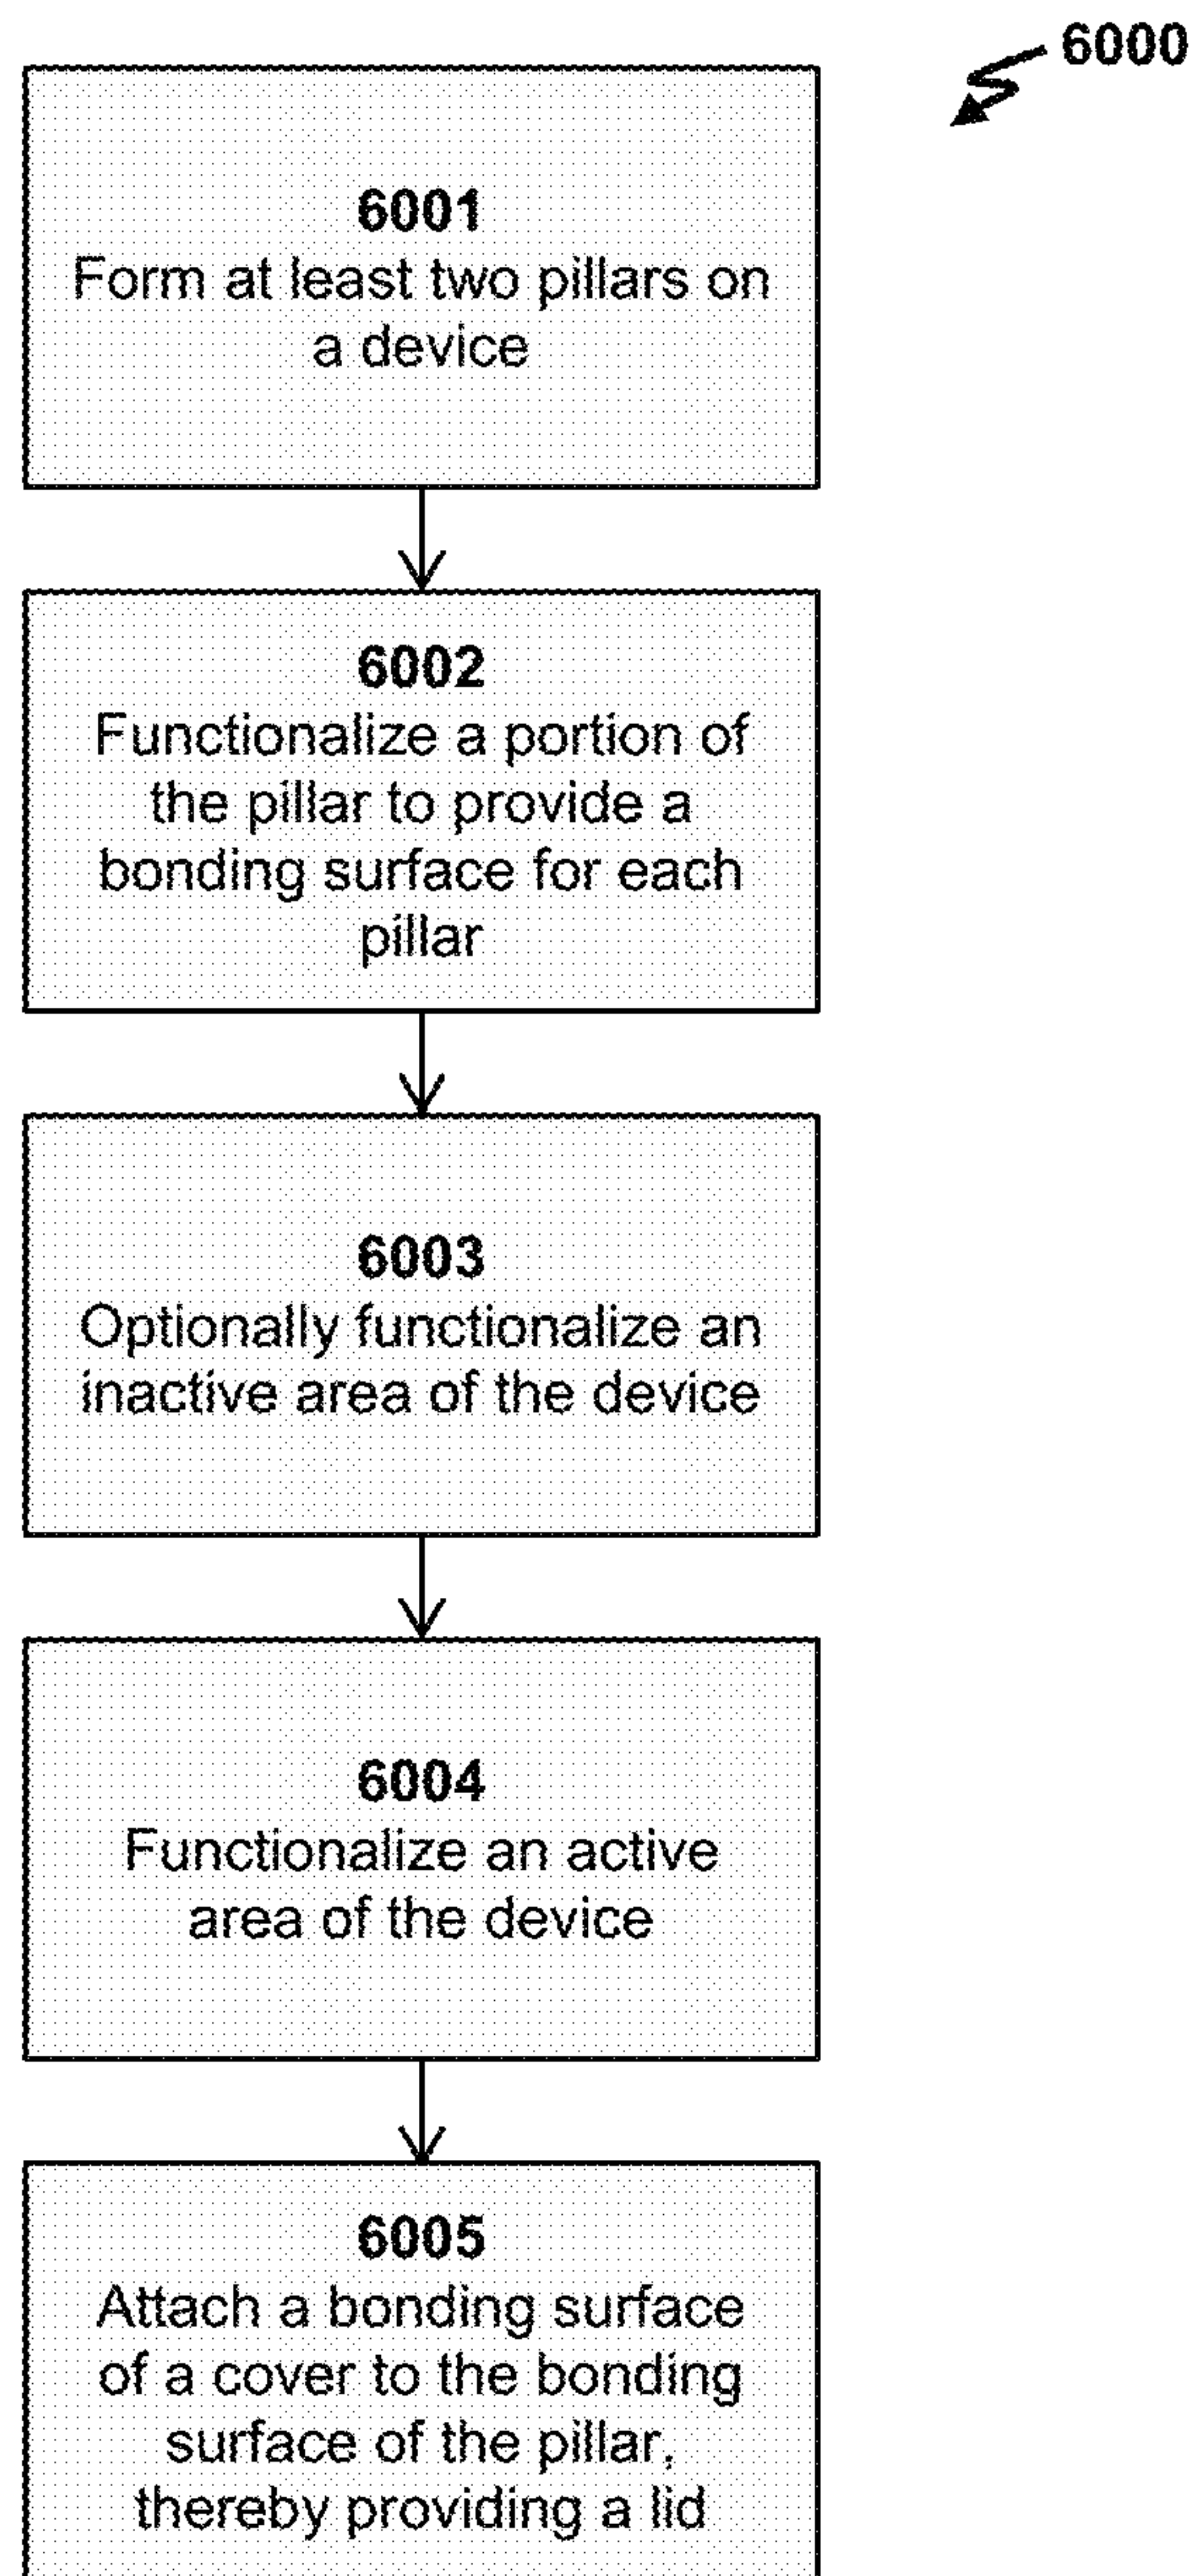 6000
6001
Form at least two pillars on
a device
6002
Functionalize a portion of
the pillar to provide a
bonding surface for each
pillar
6003
Optionally functionalize an
inactive area of the device
6004
Functionalize an active
area of the device
6005
Attach a bonding surface
of a cover to the bonding
surface of the pillar,
thereby providing a lid